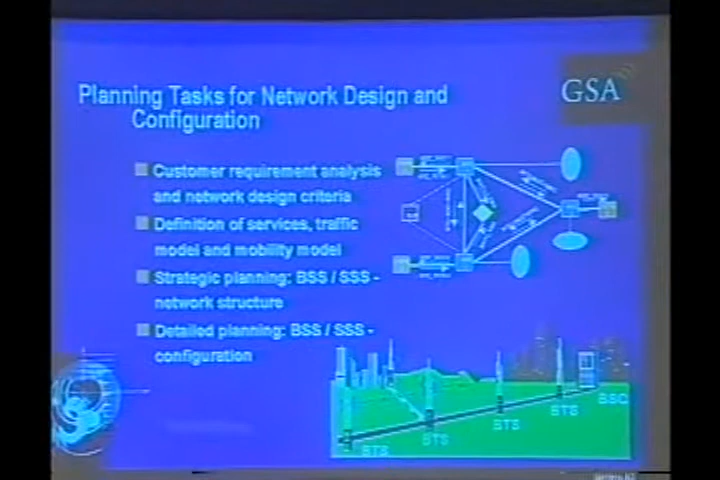 Planning Tasks for Network Design and
Configuration
GSA
Customer requirement analysis
and network design criteria
Definition of services, traffic
model and mobility model
Strategic planning: BSS / SSS -
network structure
Detailed planning: BSS / SSS -
configuration
BSC
BTS
BTS
BTS
BTS